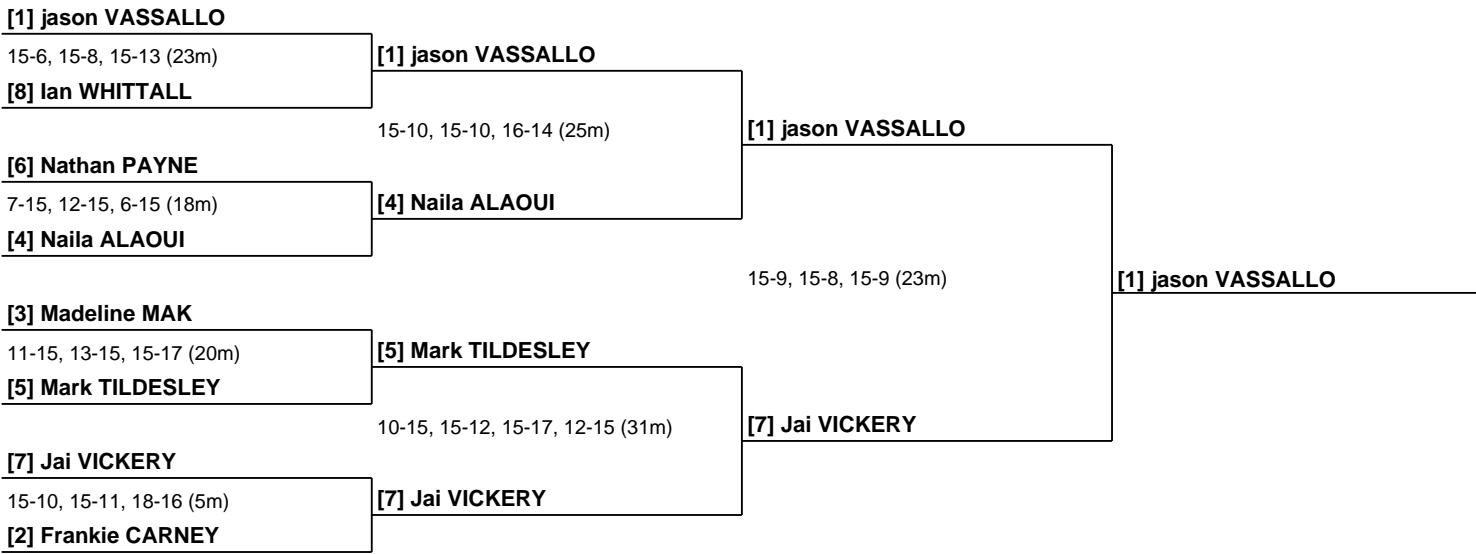 [1] jason VASSALLO
15-6, 15-8, 15-13 (23m)
[1] jason VASSALLO
[8] Ian WHITTALL
15-10, 15-10, 16-14 (25m)
[1] jason VASSALLO
[6] Nathan PAYNE
7-15, 12-15, 6-15 (18m)
[4] Naila ALAOUI
[4] Naila ALAOUI
15-9, 15-8, 15-9 (23m)
[1] jason VASSALLO
[3] Madeline MAK
11-15, 13-15, 15-17 (20m)
[5] Mark TILDESLEY
[5] Mark TILDESLEY
10-15, 15-12, 15-17, 12-15 (31m)
[7] Jai VICKERY
[7] Jai VICKERY
15-10, 15-11, 18-16 (5m)
[7] Jai VICKERY
[2] Frankie CARNEY